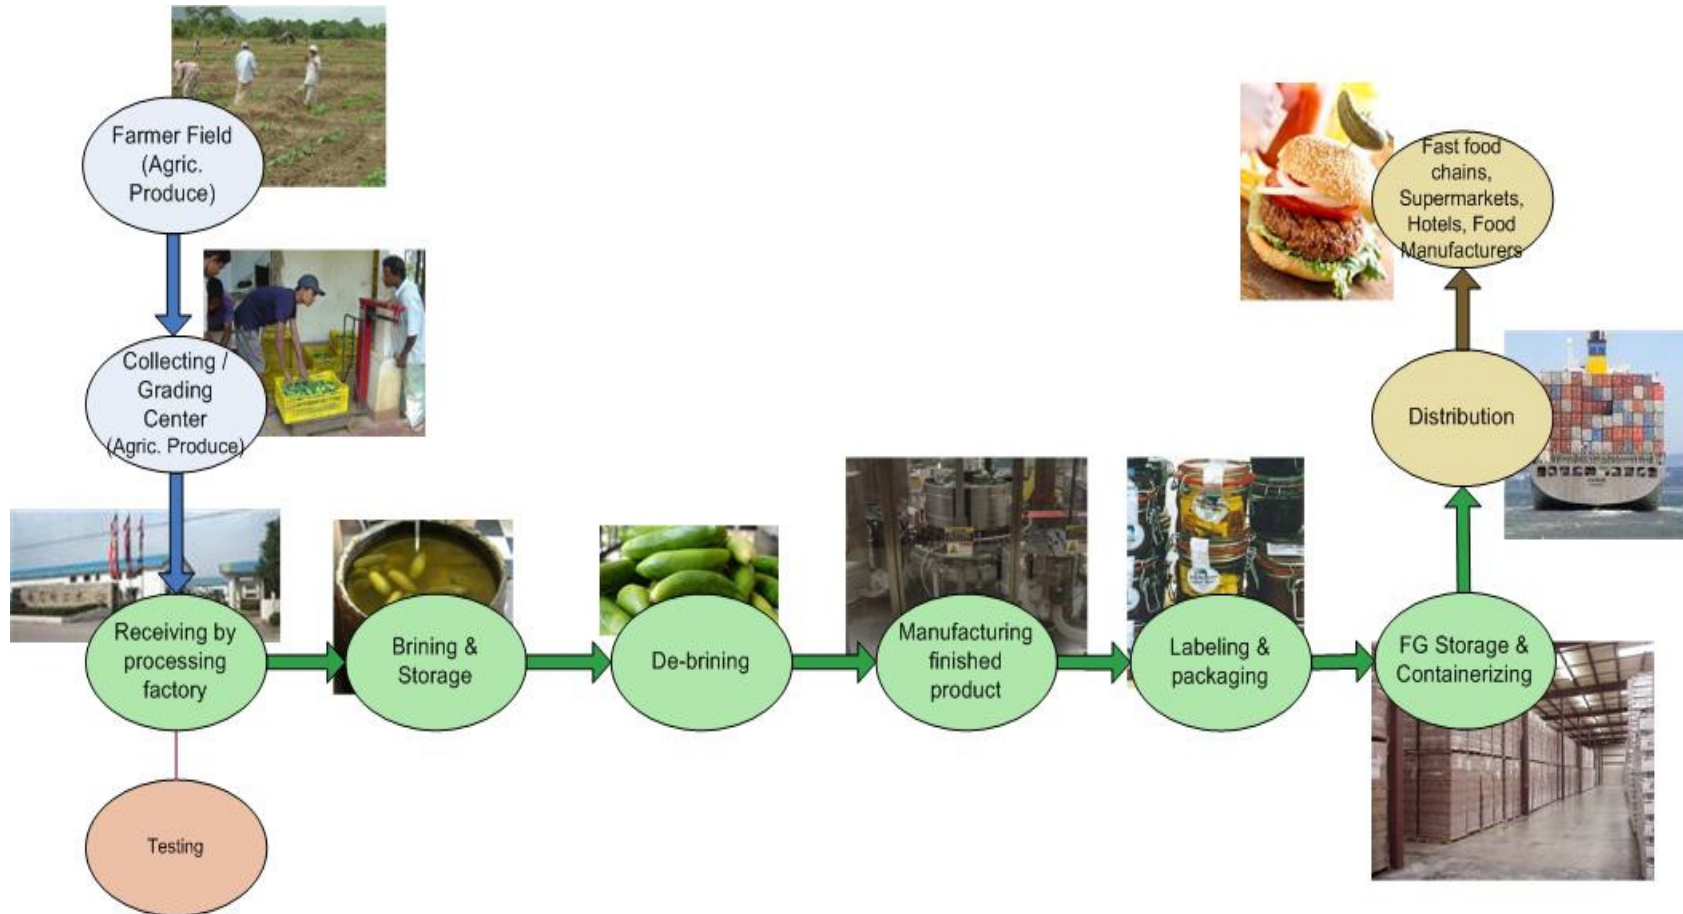 Farmer Field
(Agric.
Produce)
Collecting /
Grading
Center
(Agric. Produce)
Receiving by
processing
factory
Testing
Brining &
Storage
De-brining
Manufacturing
finished
product
Labeling &
packaging
FG Storage &
Containerizing
Distribution
Fast food
chains,
Supermarkets,
Hotels, Food
Manufacturers